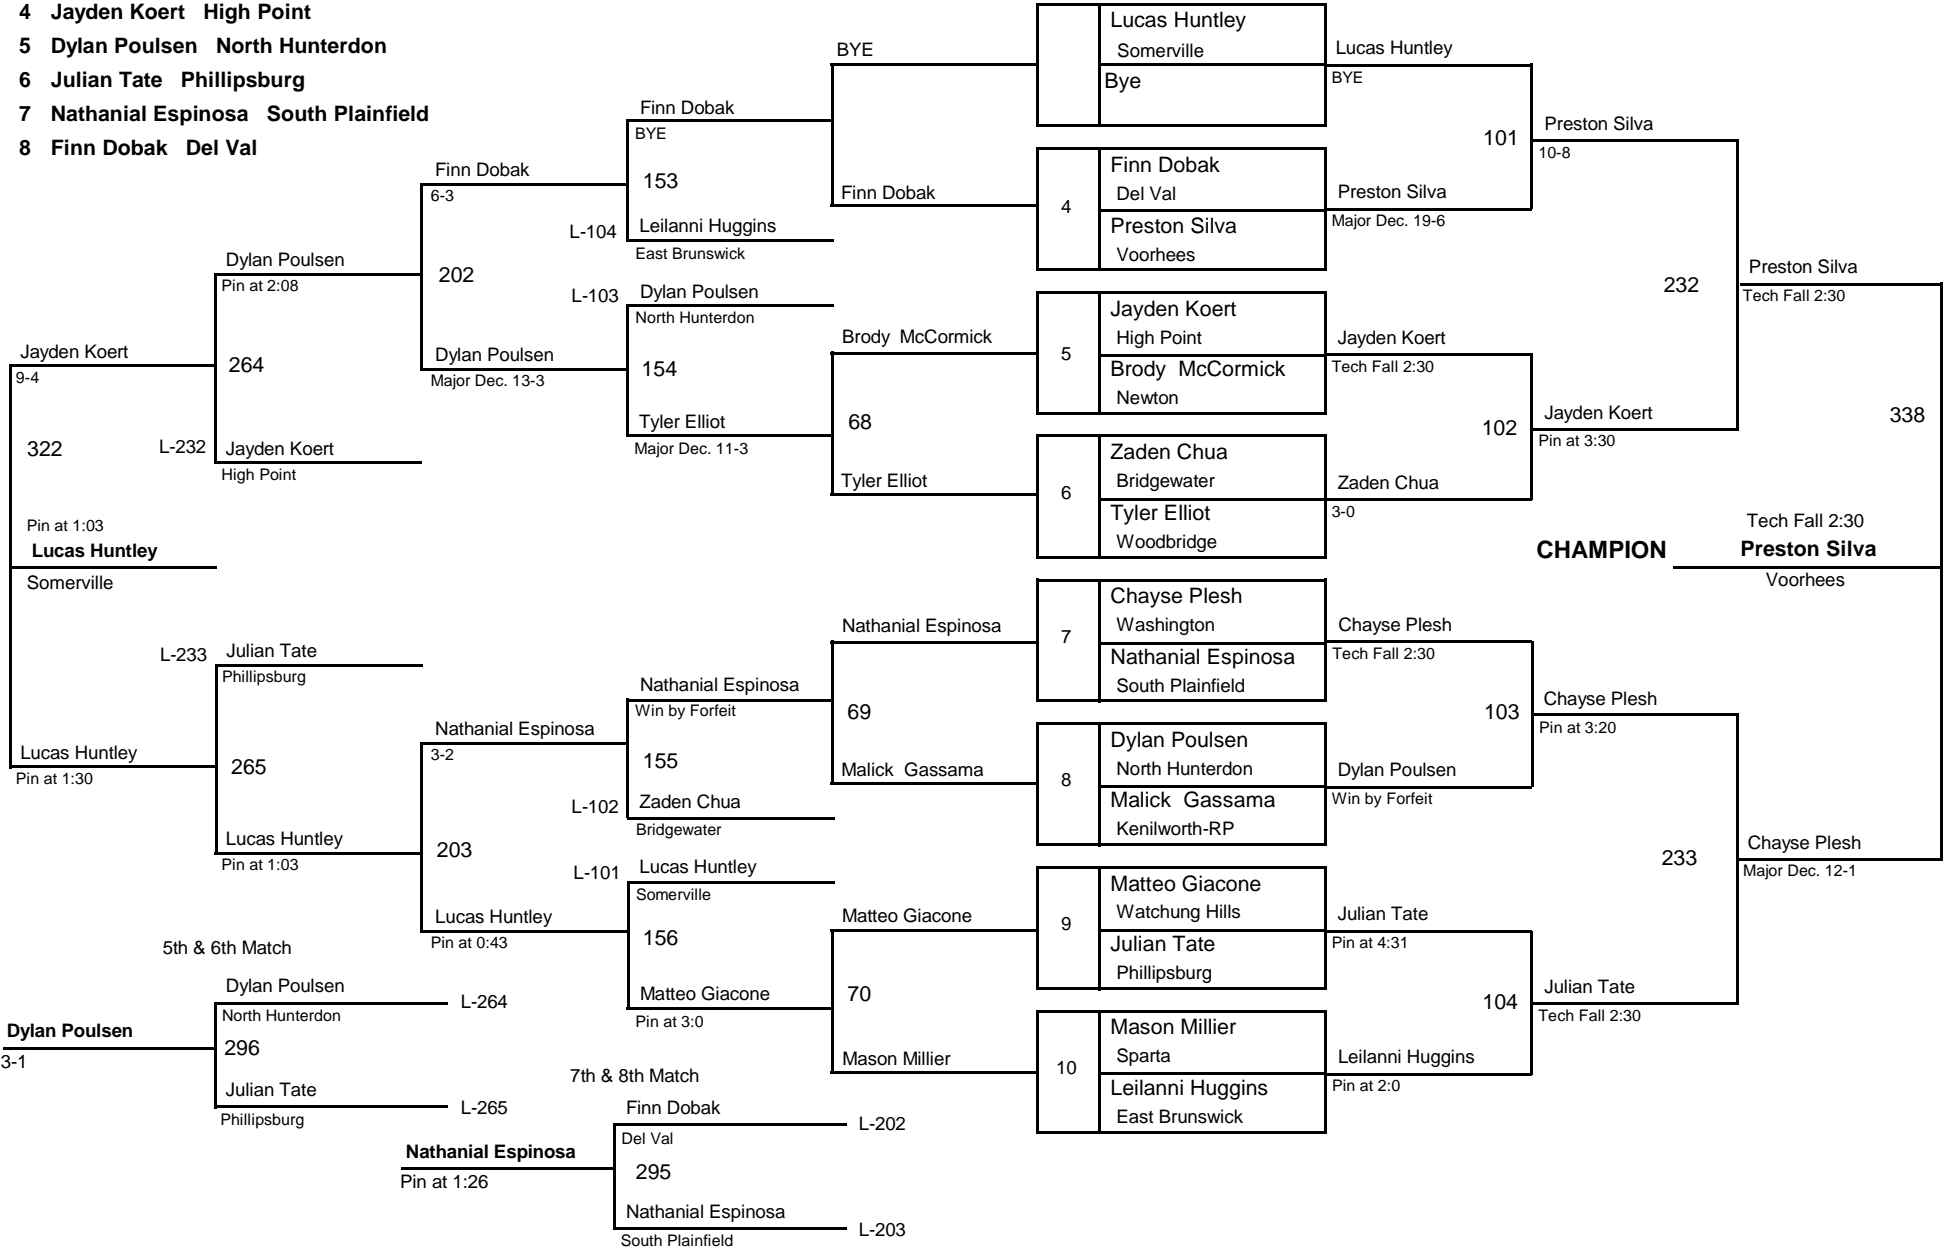 4 Jayden Koert High Point
5 Dylan Poulsen North Hunterdon
6 Julian Tate Phillipsburg
7 Nathanial Espinosa South Plainfield
8 Finn Dobak Del Val
Jayden Koert
9-4
322
Pin at 1:03
Lucas Huntley
Somerville
Lucas Huntley
Pin at 1:30
Dylan Poulsen
Pin at 2:08
264
L-232 Jayden Koert
High Point
L-233 Julian Tate
Phillipsburg
265
Lucas Huntley
Pin at 1:03
Finn Dobak
6-3
202
Dylan Poulsen
Major Dec. 13-3
Nathanial Espinosa
3-2
203
Lucas Huntley
Pin at 0:43
Finn Dobak
BYE
153
L-104 Leilanni Huggins
East Brunswick
L-103 Dylan Poulsen
North Hunterdon
154
Tyler Elliot
Major Dec. 11-3
Nathanial Espinosa
Win by Forfeit
155
L-102 Zaden Chua
Bridgewater
L-101 Lucas Huntley
Somerville
156
Matteo Giacone
Pin at 3:0
BYE
Finn Dobak
Brody McCormick
68
Tyler Elliot
Nathanial Espinosa
69
Malick Gassama
Matteo Giacone
70
Mason Millier
Lucas Huntley
Somerville
Bye
4
Finn Dobak
Del Val
Preston Silva
Voorhees
5
Jayden Koert
High Point
Brody McCormick
Newton
6
Zaden Chua
Bridgewater
Tyler Elliot
Woodbridge
7
Chayse Plesh
Washington
Nathanial Espinosa
South Plainfield
8
Dylan Poulsen
North Hunterdon
Malick Gassama
Kenilworth-RP
9
Matteo Giacone
Watchung Hills
Julian Tate
Phillipsburg
10
Mason Millier
Sparta
Leilanni Huggins
East Brunswick
Lucas Huntley
BYE
101
Preston Silva
Major Dec. 19-6
Jayden Koert
Tech Fall 2:30
102
Zaden Chua
3-0
Chayse Plesh
Tech Fall 2:30
103
Dylan Poulsen
Win by Forfeit
Julian Tate
Pin at 4:31
104
Leilanni Huggins
Pin at 2:0
Preston Silva
10-8
232
Jayden Koert
Pin at 3:30
Chayse Plesh
Pin at 3:20
233
Julian Tate
Tech Fall 2:30
Preston Silva
Tech Fall 2:30
338
Tech Fall 2:30
CHAMPION Preston Silva
Voorhees
Chayse Plesh
Major Dec. 12-1
5th & 6th Match
Dylan Poulsen L-264
North Hunterdon
Dylan Poulsen
3-1
296
Julian Tate L-265
Phillipsburg
7th & 8th Match
Finn Dobak L-202
Del Val
Nathanial Espinosa
Pin at 1:26
295
Nathanial Espinosa L-203
South Plainfield